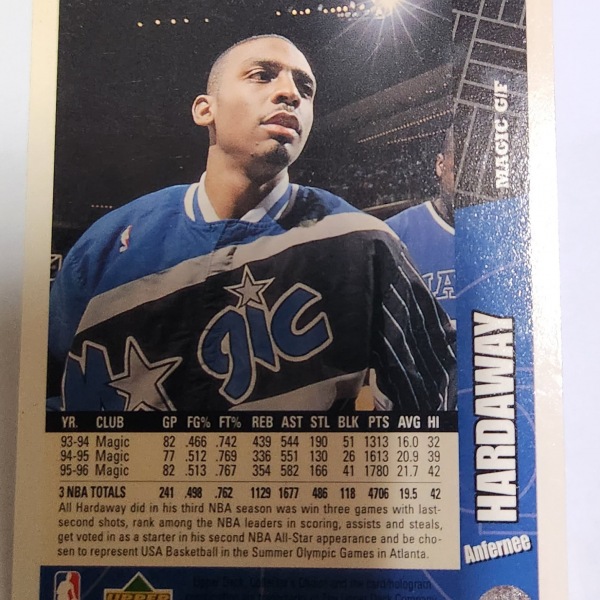 MAGIC G/F
HARDAWAY
Anfernee
MAGIC
YR. CLUB GP FG% FT% REB AST STL BLK PTS AVG HI
93-94 Magic 82 .466 .742 439 544 190 51 1313 16.0 32
94-95 Magic 77 .512 .769 336 551 130 26 1613 20.9 39
95-96 Magic 82 .513 .767 354 582 166 41 1780 21.7 42
3 NBA TOTALS 241 .498 .762 1129 1677 486 118 4706 19.5 42
All Hardaway did in his third NBA season was win three games with last-
second shots, rank among the NBA leaders in scoring, assists and steals,
get voted in as a starter in his second NBA All-Star appearance and be cho-
sen to represent USA Basketball in the Summer Olympic Games in Atlanta.
NBA
UPPER